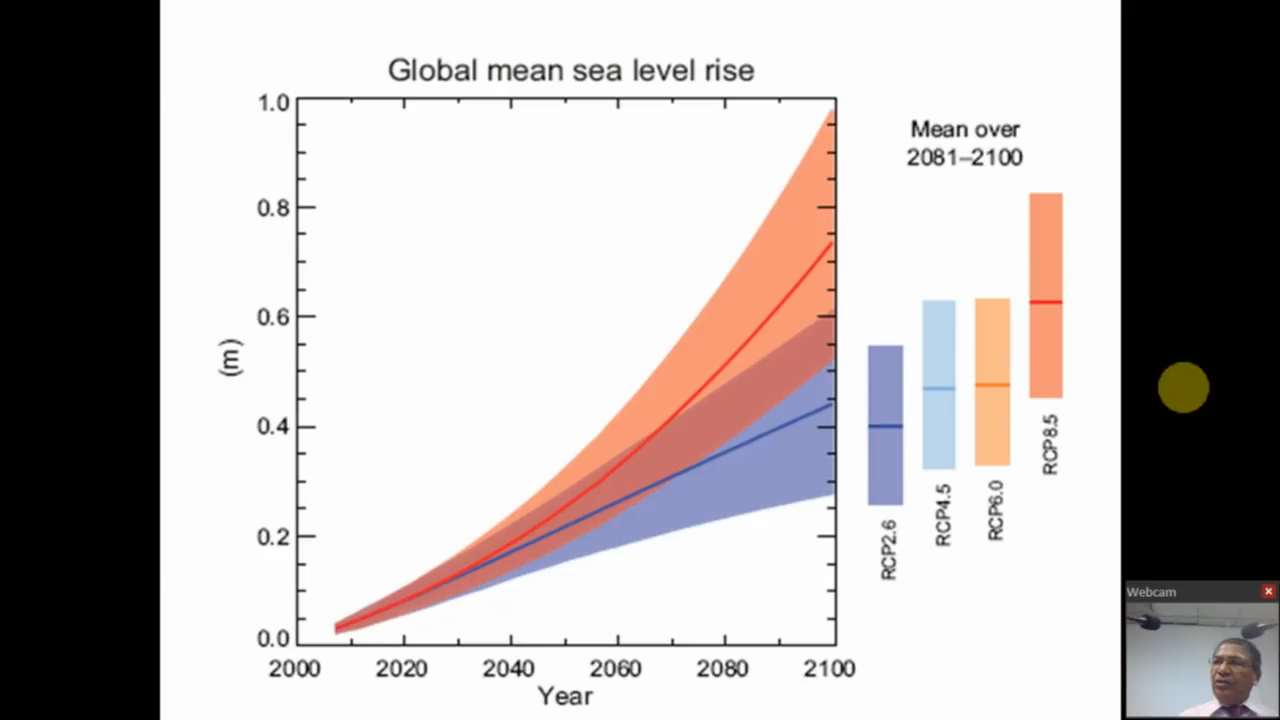 Global mean sea level rise
1.0
0.8
0.6
0.4
0.2
0.0
(m)
2000 2020 2040 2060 2080 2100
Year
Mean over
2081–2100
RCP2.6
RCP4.5
RCP6.0
RCP8.5
Webcam